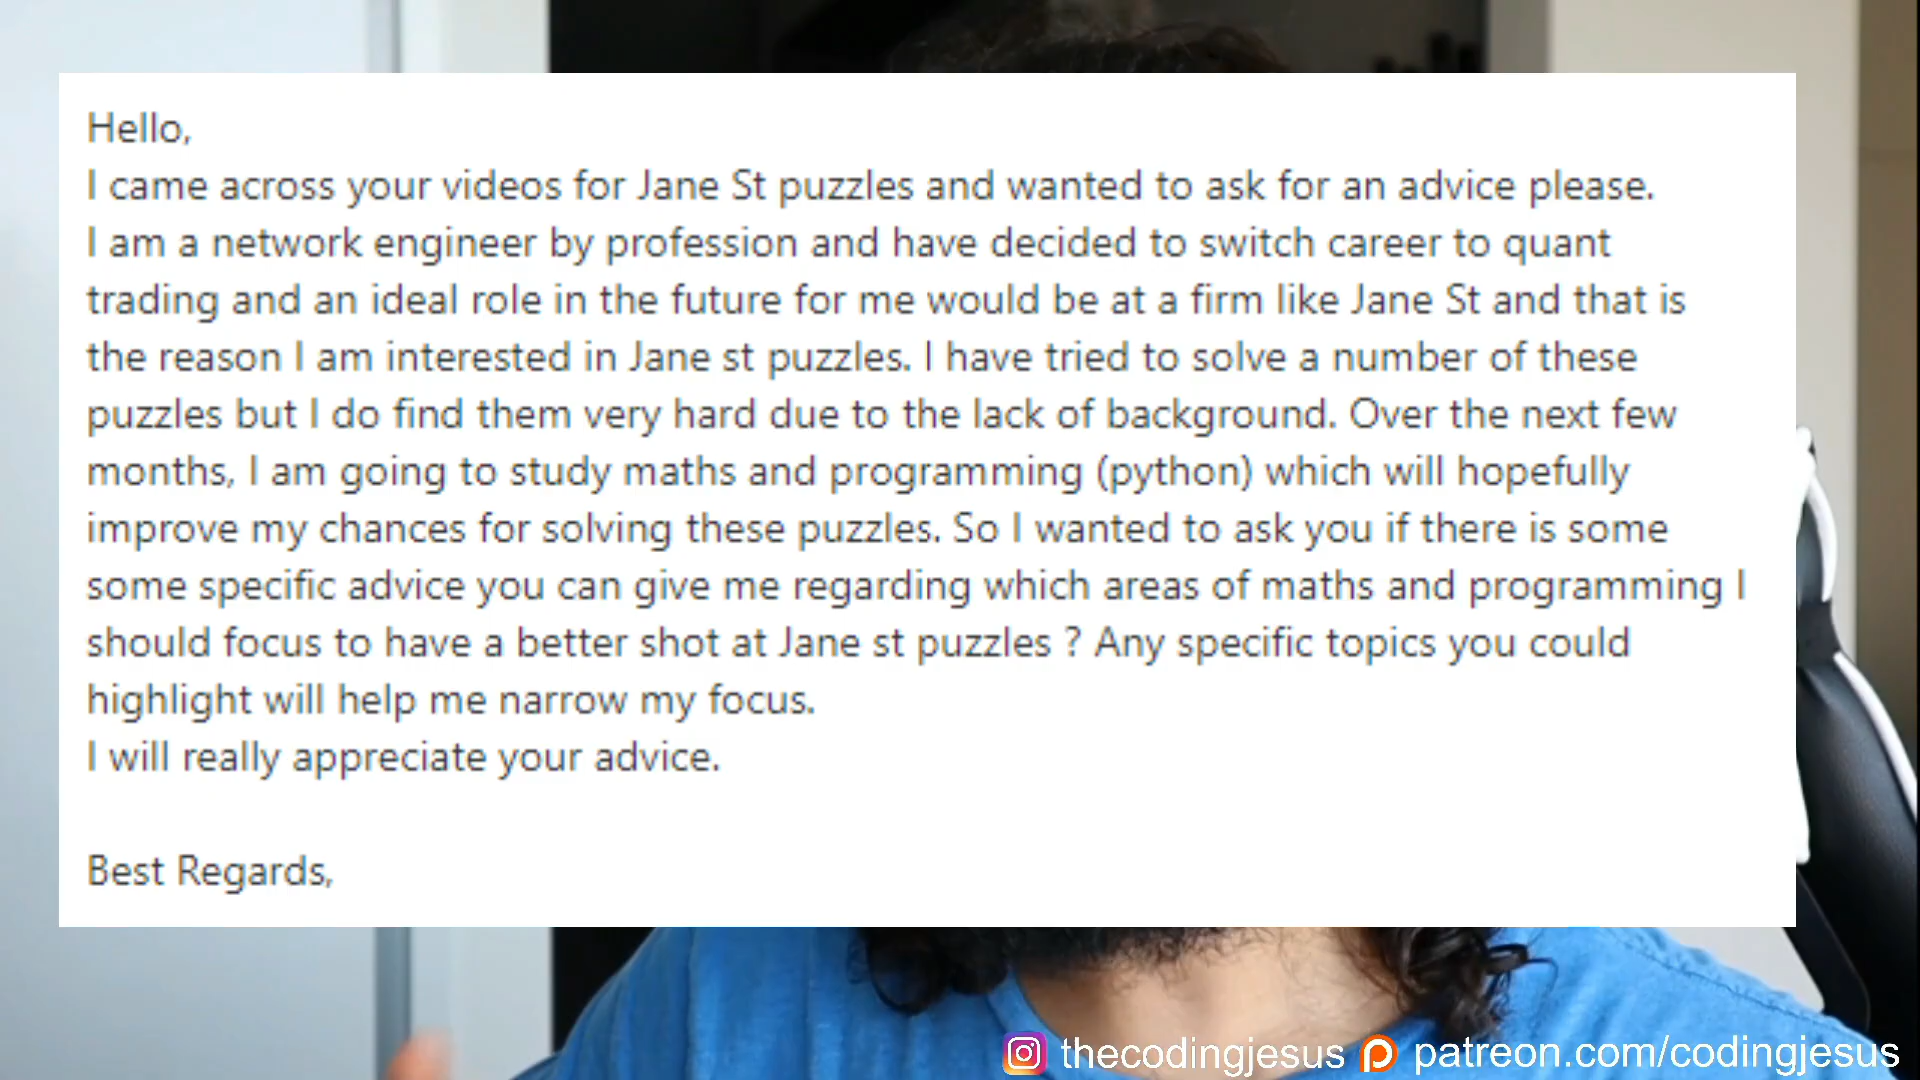 Hello,
I came across your videos for Jane St puzzles and wanted to ask for an advice please.
I am a network engineer by profession and have decided to switch career to quant
trading and an ideal role in the future for me would be at a firm like Jane St and that is
the reason I am interested in Jane st puzzles. I have tried to solve a number of these
puzzles but I do find them very hard due to the lack of background. Over the next few
months, I am going to study maths and programming (python) which will hopefully
improve my chances for solving these puzzles. So I wanted to ask you if there is some
some specific advice you can give me regarding which areas of maths and programming I
should focus to have a better shot at Jane st puzzles ? Any specific topics you could
highlight will help me narrow my focus.
I will really appreciate your advice.
Best Regards,
thecodingjesus patreon.com/codingjesus